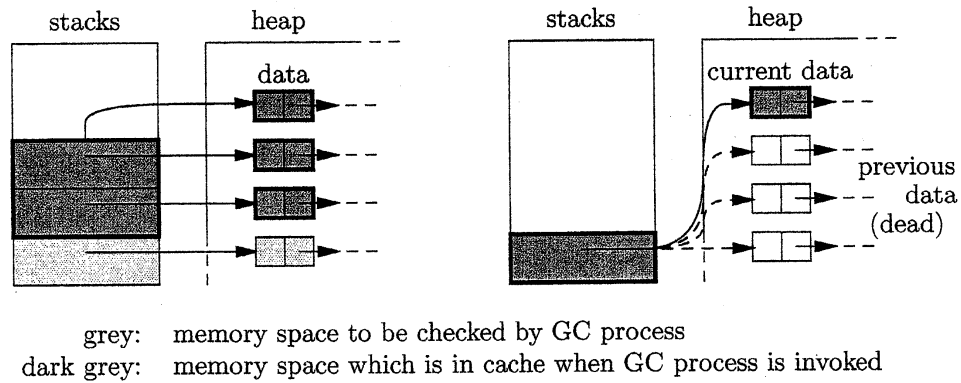 stacks heap stacks heap
data current data
previous
data
(dead)
grey: memory space to be checked by GC process
dark grey: memory space which is in cache when GC process is invoked